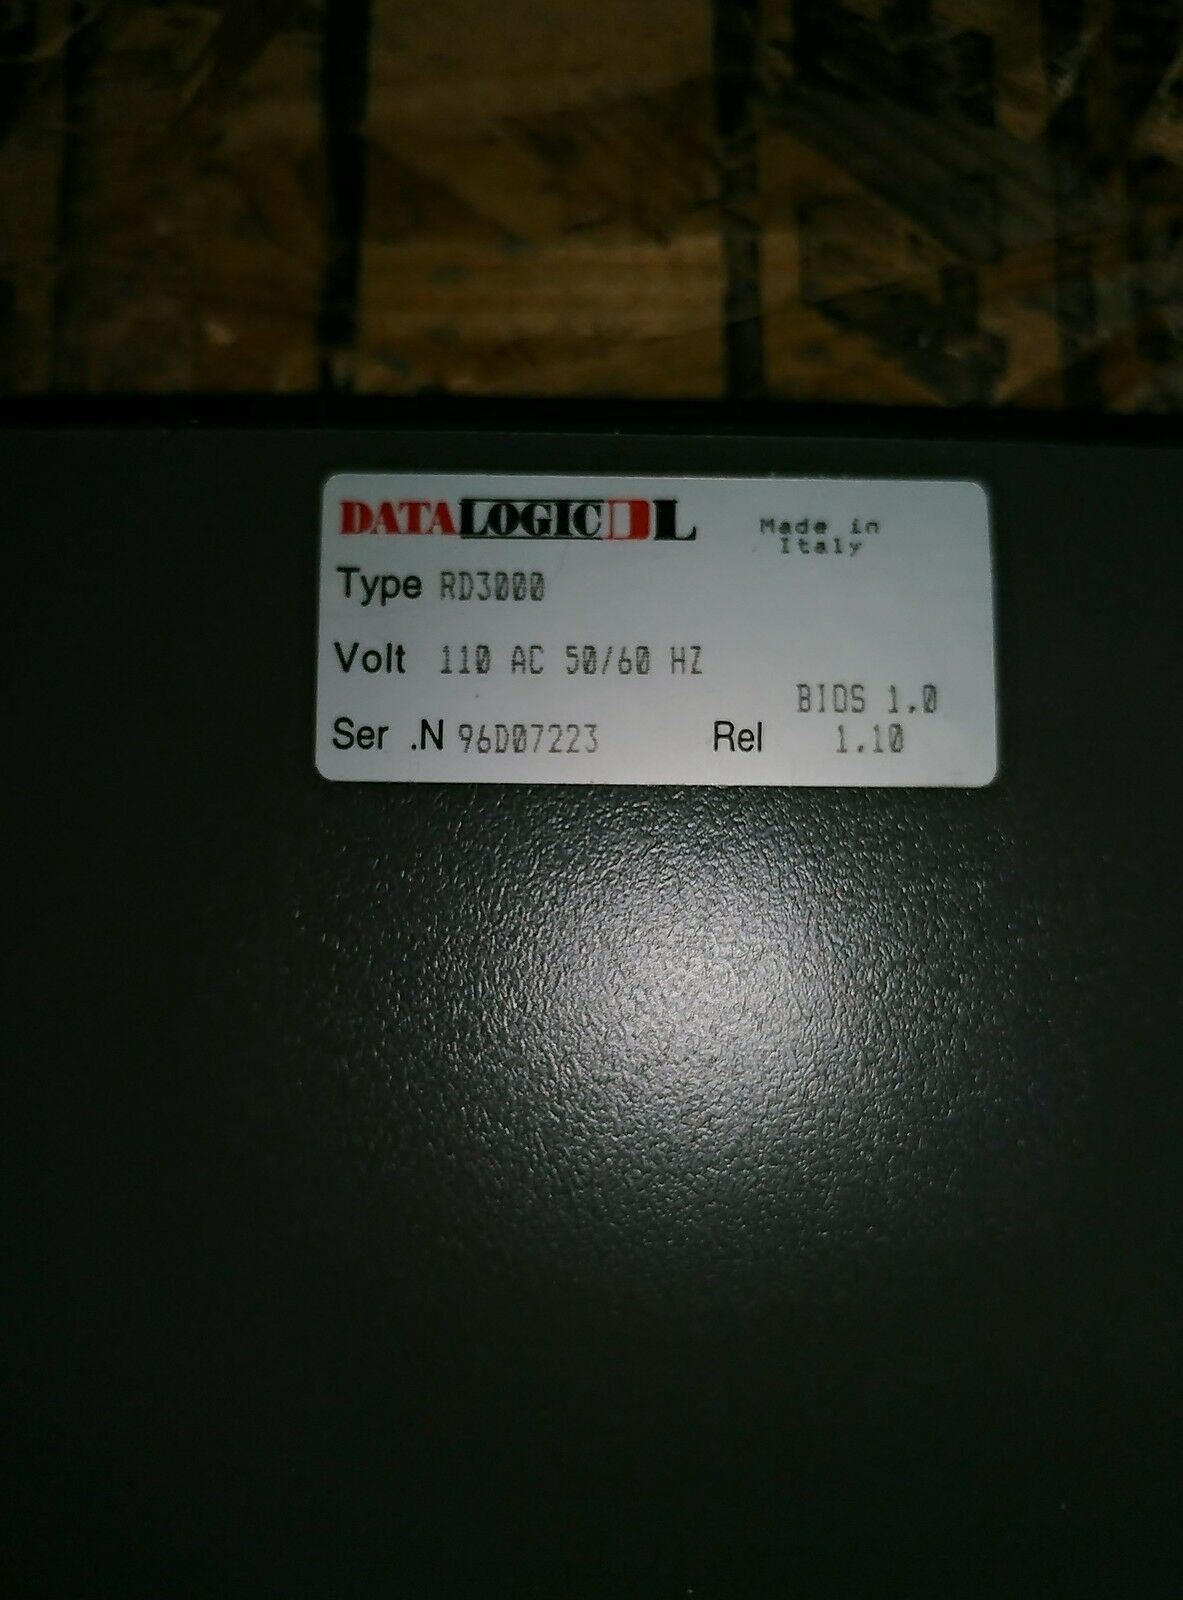 DATALOGIC DL Made in
Italy
Type RD3000
Volt 110 AC 50/60 HZ
BIOS 1.0
Ser .N 96D07223 Rel 1.10